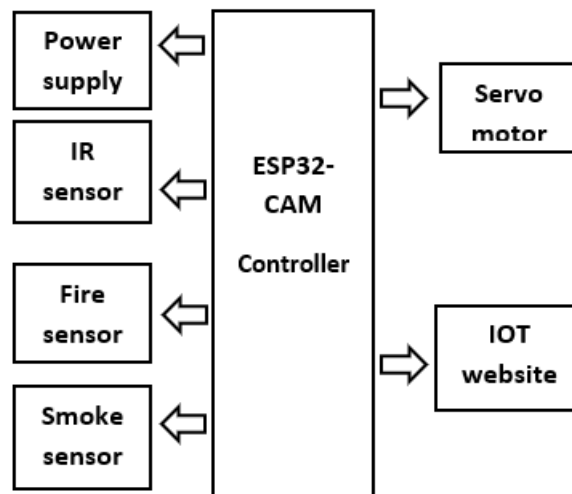 Power
supply
IR
sensor
Fire
sensor
Smoke
sensor
ESP32-
CAM
Controller
Servo
motor
IOT
website